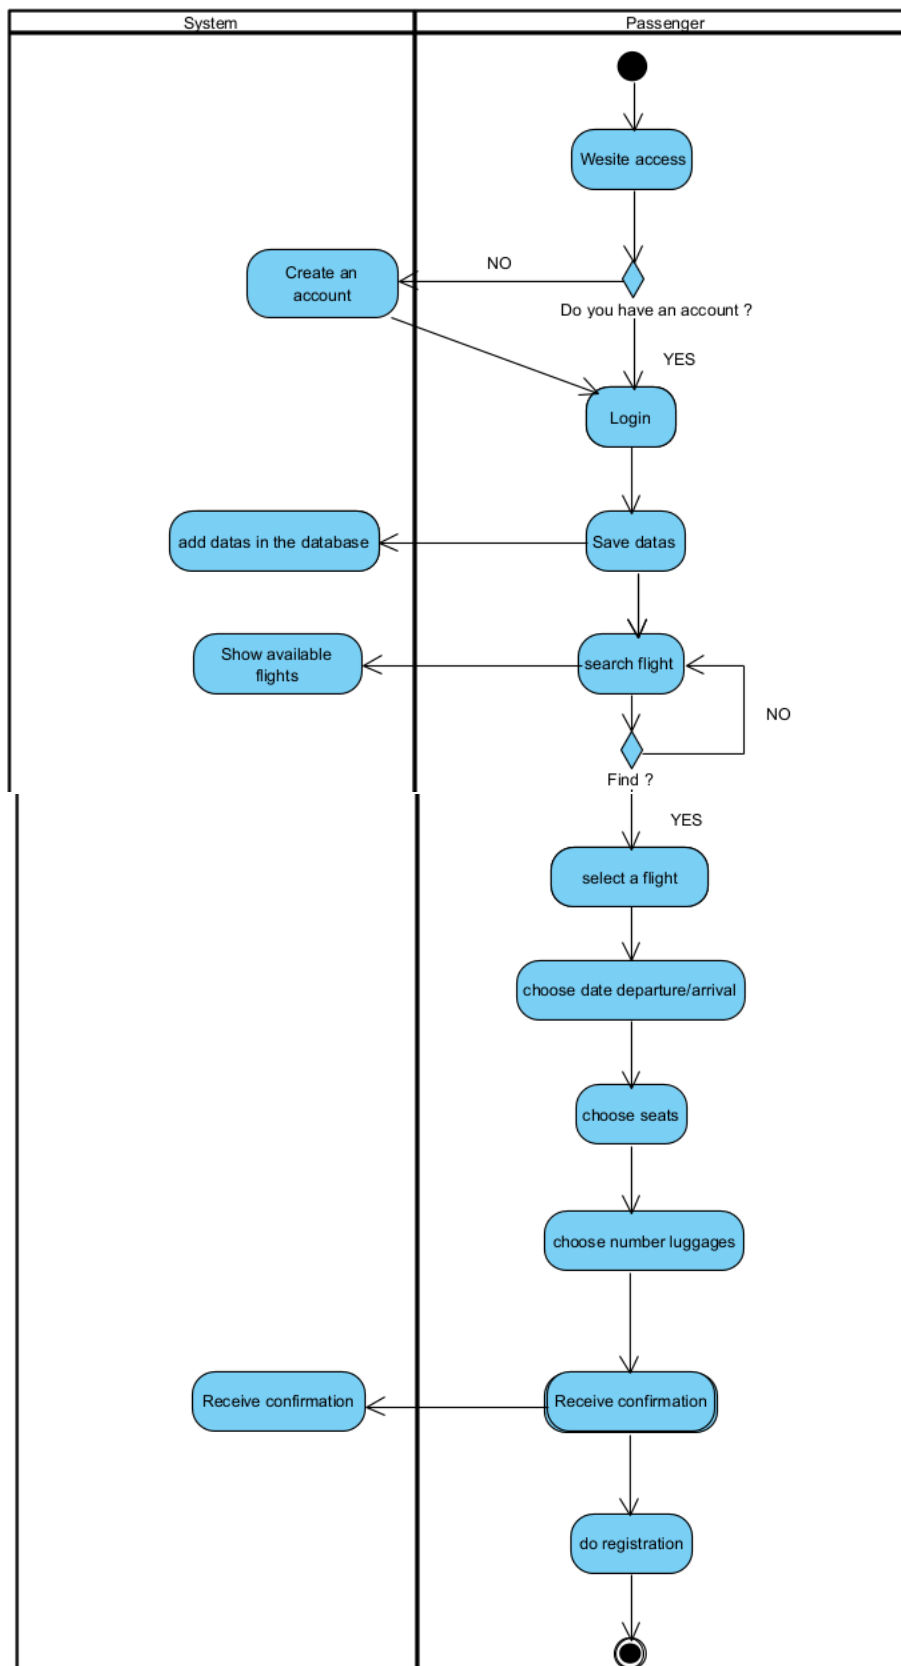 System
Passenger
Wesite access
NO
Create an
account
Do you have an account ?
YES
Login
add datas in the database
Save datas
Show available
flights
search flight
NO
Find ?
YES
select a flight
choose date departure/arrival
choose seats
choose number luggages
Receive confirmation
Receive confirmation
do registration